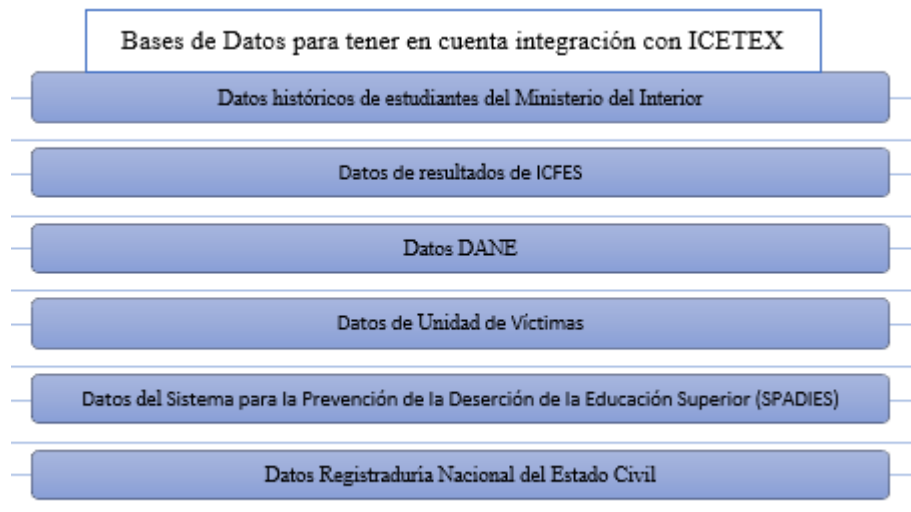 Bases de Datos para tener en cuenta integración con ICETEX
Datos históricos de estudiantes del Ministerio del Interior
Datos de resultados de ICFES
Datos DANE
Datos de Unidad de Víctimas
Datos del Sistema para la Prevención de la Deserción de la Educación Superior (SPADIES)
Datos Registraduría Nacional del Estado Civil